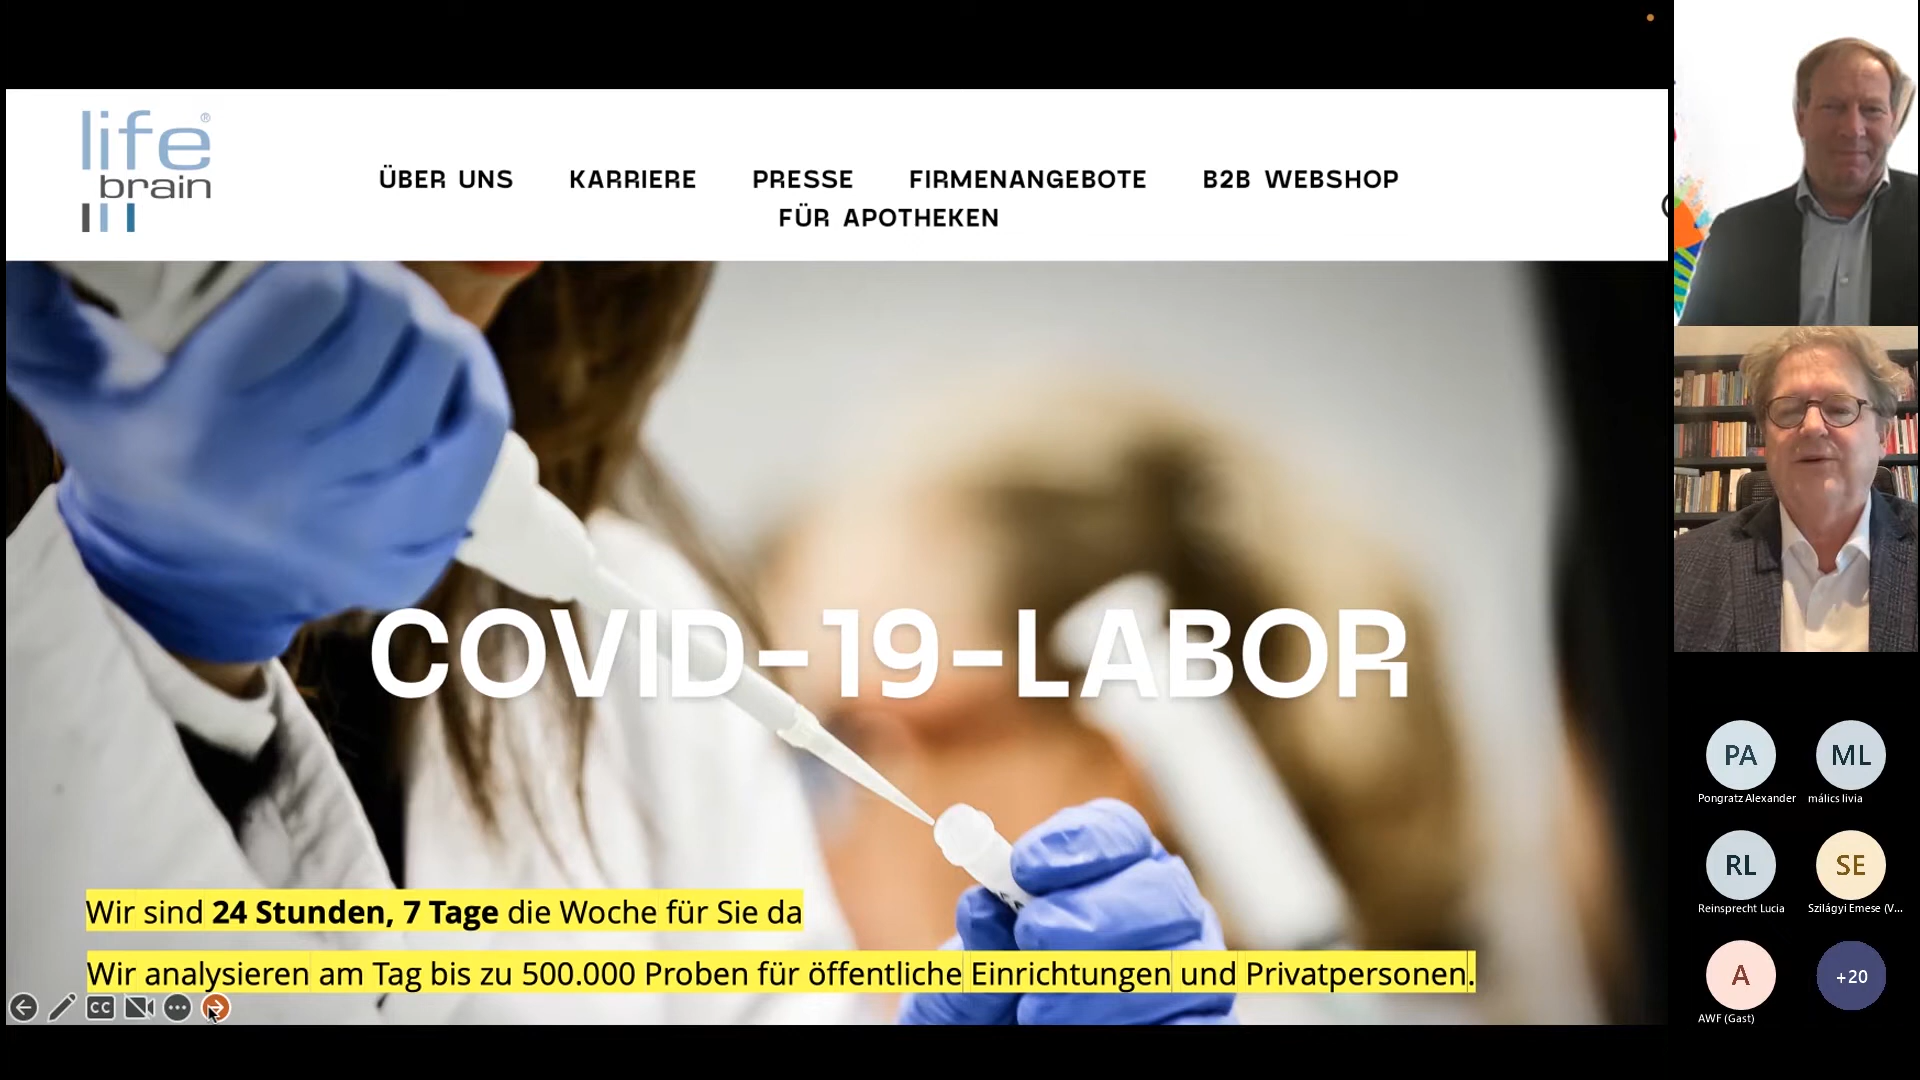 life®
brain
ÜBER UNS KARRIERE PRESSE FIRMENANGEBOTE B2B WEBSHOP
FÜR APOTHEKEN
COVID-19-LABOR
Wir sind 24 Stunden, 7 Tage die Woche für Sie da
Wir analysieren am Tag bis zu 500.000 Proben für öffentliche Einrichtungen und Privatpersonen.
CC
PA ML
Pongratz Alexander málics lívia
RL SE
Reinsprecht Lucia Szilágyi Emese (V...
A +20
AWF (Gast)